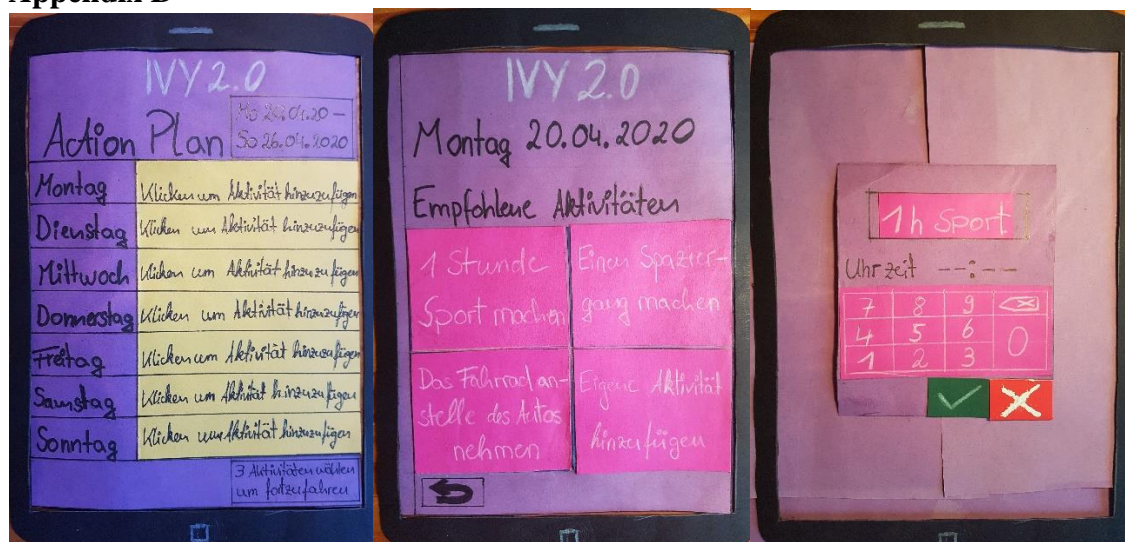 Appendix B
IVY 2.0
Action Plan
Mo 20.04.20 –
So 26.04.2020
Montag Klicken um Aktivität hinzuzufügen
Dienstag Klicken um Aktivität hinzuzufügen
Mittwoch Klicken um Aktivität hinzuzufügen
Donnerstag Klicken um Aktivität hinzuzufügen
Freitag Klicken um Aktivität hinzuzufügen
Samstag Klicken um Aktivität hinzuzufügen
Sonntag Klicken um Aktivität hinzuzufügen
3 Aktivitäten wählen
um fortzufahren
IVY 2.0
Montag 20.04.2020
Empfohlene Aktivitäten
1 Stunde
Sport machen
Einen Spazier-
gang machen
Das Fahrrad an-
stelle des Autos
nehmen
Eigene Aktivität
hinzufügen
1h Sport
Uhrzeit --:--
7 8 9
4 5 6 0
1 2 3